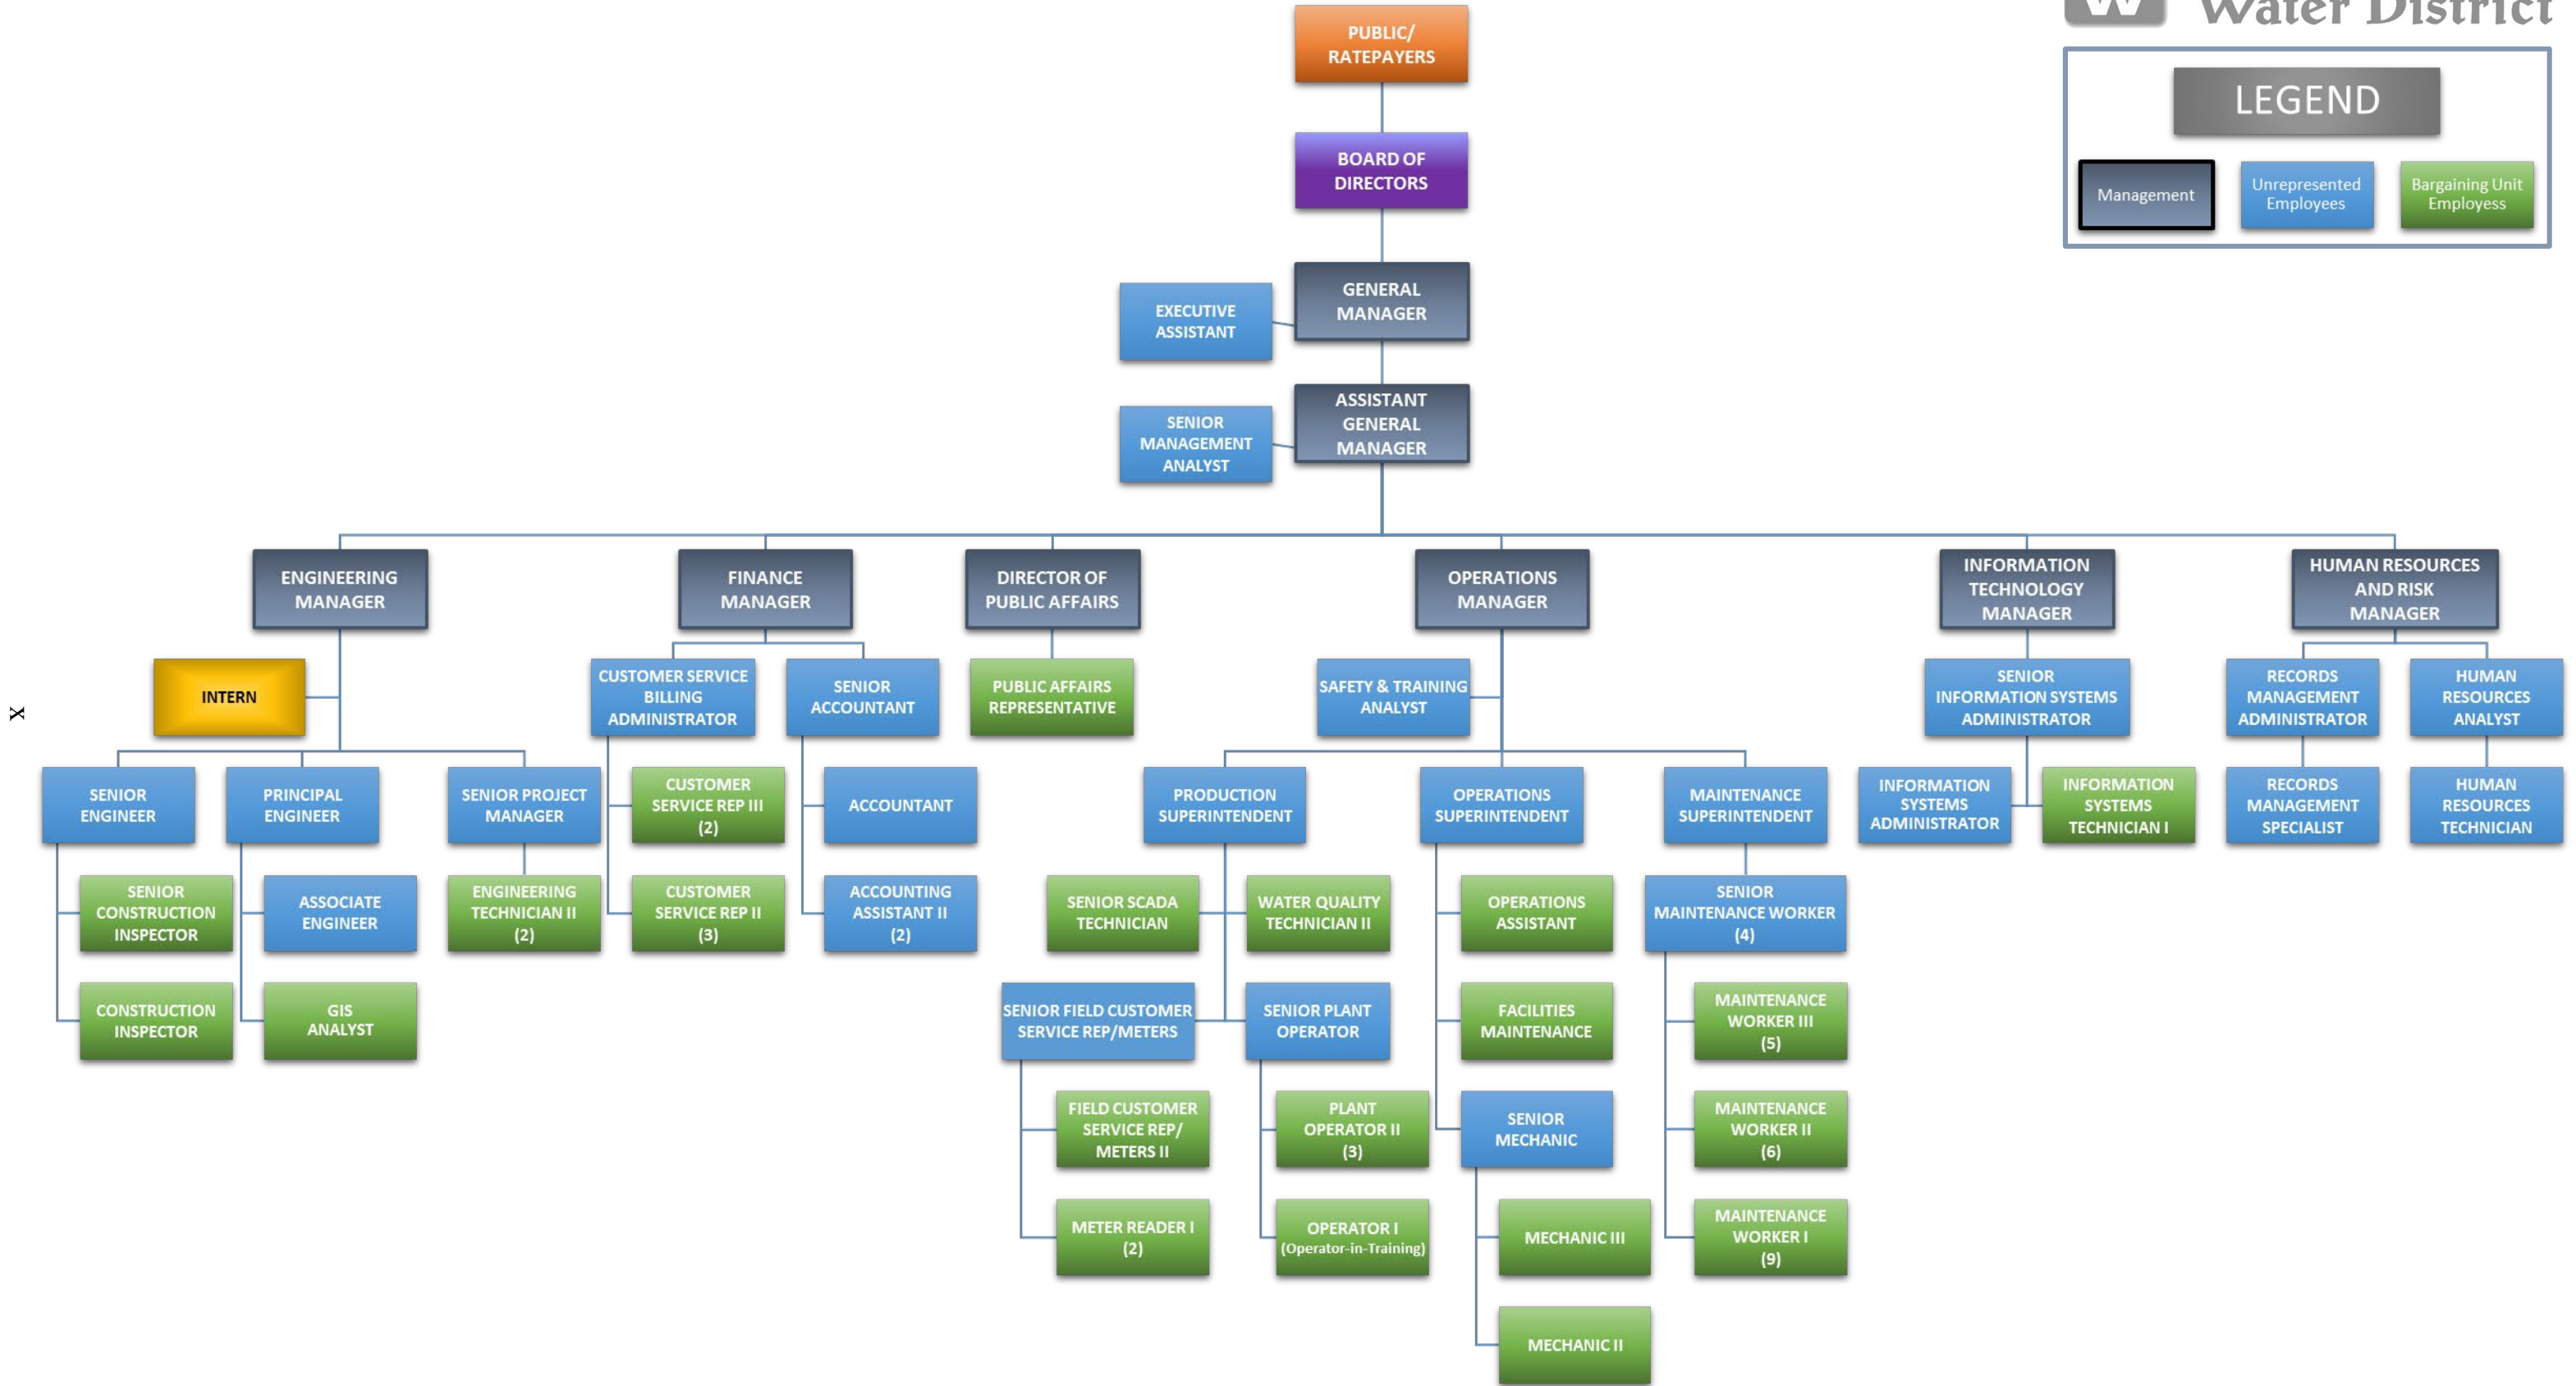 Water District
LEGEND
Management
Unrepresented
Employees
Bargaining Unit
Employess
PUBLIC/
RATEPAYERS
BOARD OF
DIRECTORS
GENERAL
MANAGER
EXECUTIVE
ASSISTANT
ASSISTANT
GENERAL
MANAGER
SENIOR
MANAGEMENT
ANALYST
ENGINEERING
MANAGER
FINANCE
MANAGER
DIRECTOR OF
PUBLIC AFFAIRS
OPERATIONS
MANAGER
INFORMATION
TECHNOLOGY
MANAGER
HUMAN RESOURCES
AND RISK
MANAGER
INTERN
CUSTOMER SERVICE
BILLING
ADMINISTRATOR
SENIOR
ACCOUNTANT
PUBLIC AFFAIRS
REPRESENTATIVE
SAFETY & TRAINING
ANALYST
SENIOR
INFORMATION SYSTEMS
ADMINISTRATOR
RECORDS
MANAGEMENT
ADMINISTRATOR
HUMAN
RESOURCES
ANALYST
x
SENIOR
ENGINEER
PRINCIPAL
ENGINEER
SENIOR PROJECT
MANAGER
CUSTOMER
SERVICE REP III
(2)
ACCOUNTANT
PRODUCTION
SUPERINTENDENT
OPERATIONS
SUPERINTENDENT
MAINTENANCE
SUPERINTENDENT
INFORMATION
SYSTEMS
ADMINISTRATOR
INFORMATION
SYSTEMS
TECHNICIAN I
RECORDS
MANAGEMENT
SPECIALIST
HUMAN
RESOURCES
TECHNICIAN
SENIOR
CONSTRUCTION
INSPECTOR
ASSOCIATE
ENGINEER
ENGINEERING
TECHNICIAN II
(2)
CUSTOMER
SERVICE REP II
(3)
ACCOUNTING
ASSISTANT II
(2)
SENIOR SCADA
TECHNICIAN
WATER QUALITY
TECHNICIAN II
OPERATIONS
ASSISTANT
SENIOR
MAINTENANCE WORKER
(4)
CONSTRUCTION
INSPECTOR
GIS
ANALYST
SENIOR FIELD CUSTOMER
SERVICE REP/METERS
SENIOR PLANT
OPERATOR
FACILITIES
MAINTENANCE
MAINTENANCE
WORKER III
(5)
FIELD CUSTOMER
SERVICE REP/
METERS II
PLANT
OPERATOR II
(3)
SENIOR
MECHANIC
MAINTENANCE
WORKER II
(6)
METER READER I
(2)
OPERATOR I
(Operator-in-Training)
MECHANIC III
MAINTENANCE
WORKER I
(9)
MECHANIC II